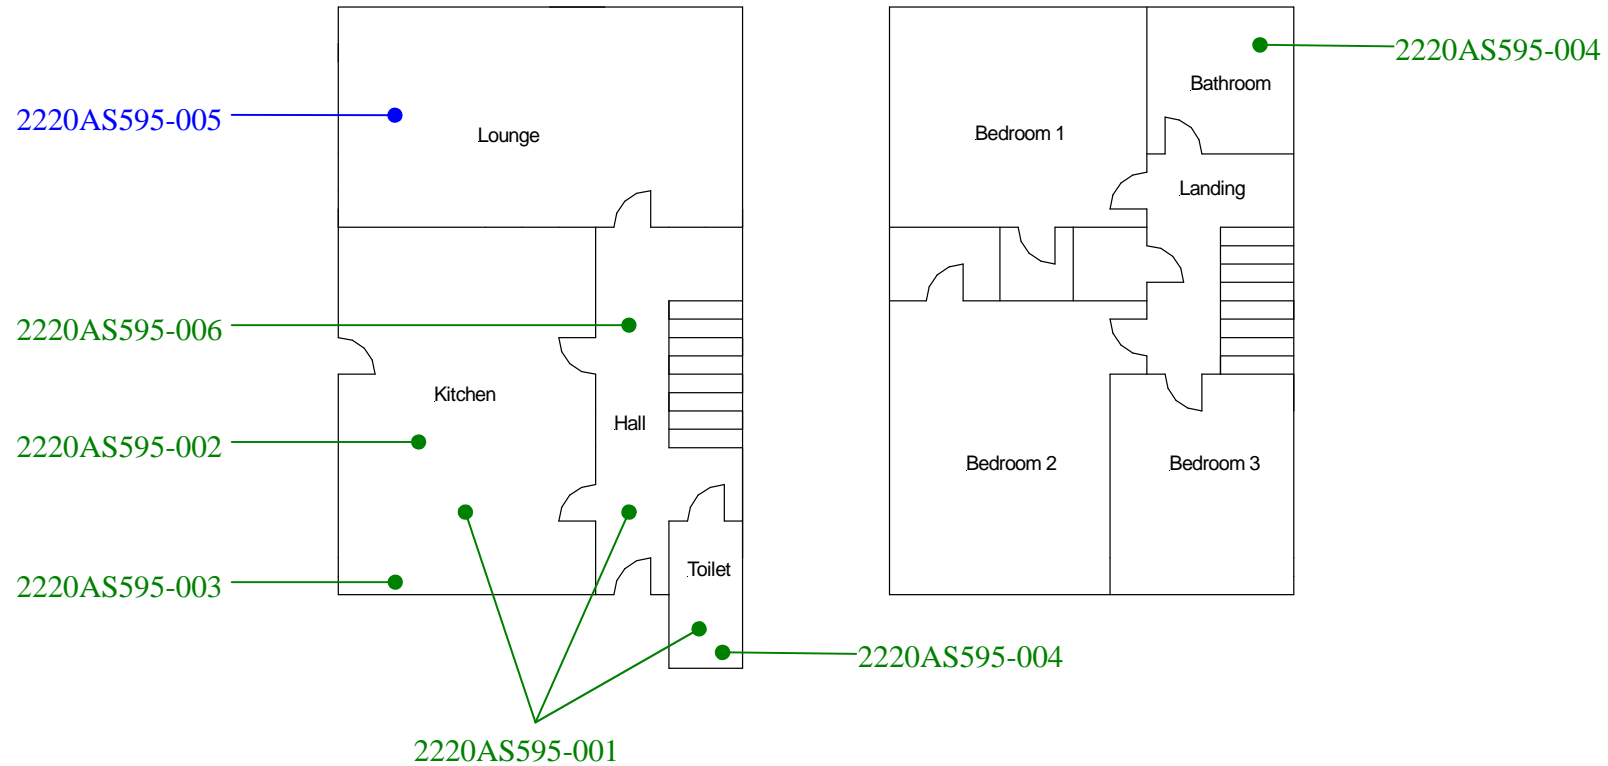 2220AS595-004
Bathroom
2220AS595-005
Lounge
Bedroom 1
Landing
2220AS595-006
Kitchen
Hall
2220AS595-002
Bedroom 2
Bedroom 3
Toilet
2220AS595-003
2220AS595-004
2220AS595-001